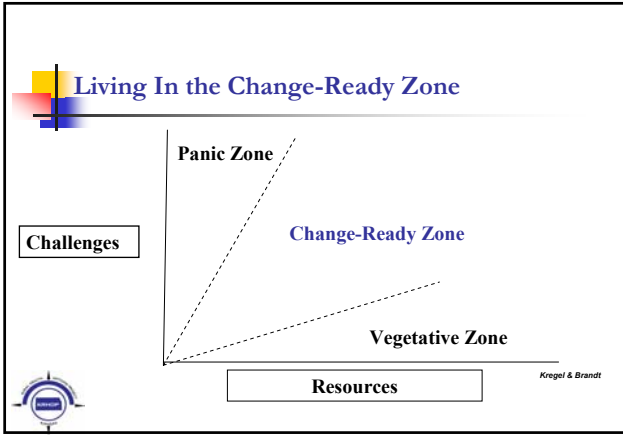 Living In the Change-Ready Zone
Panic Zone
Challenges
Change-Ready Zone
Vegetative Zone
Resources
Kregel & Brandt